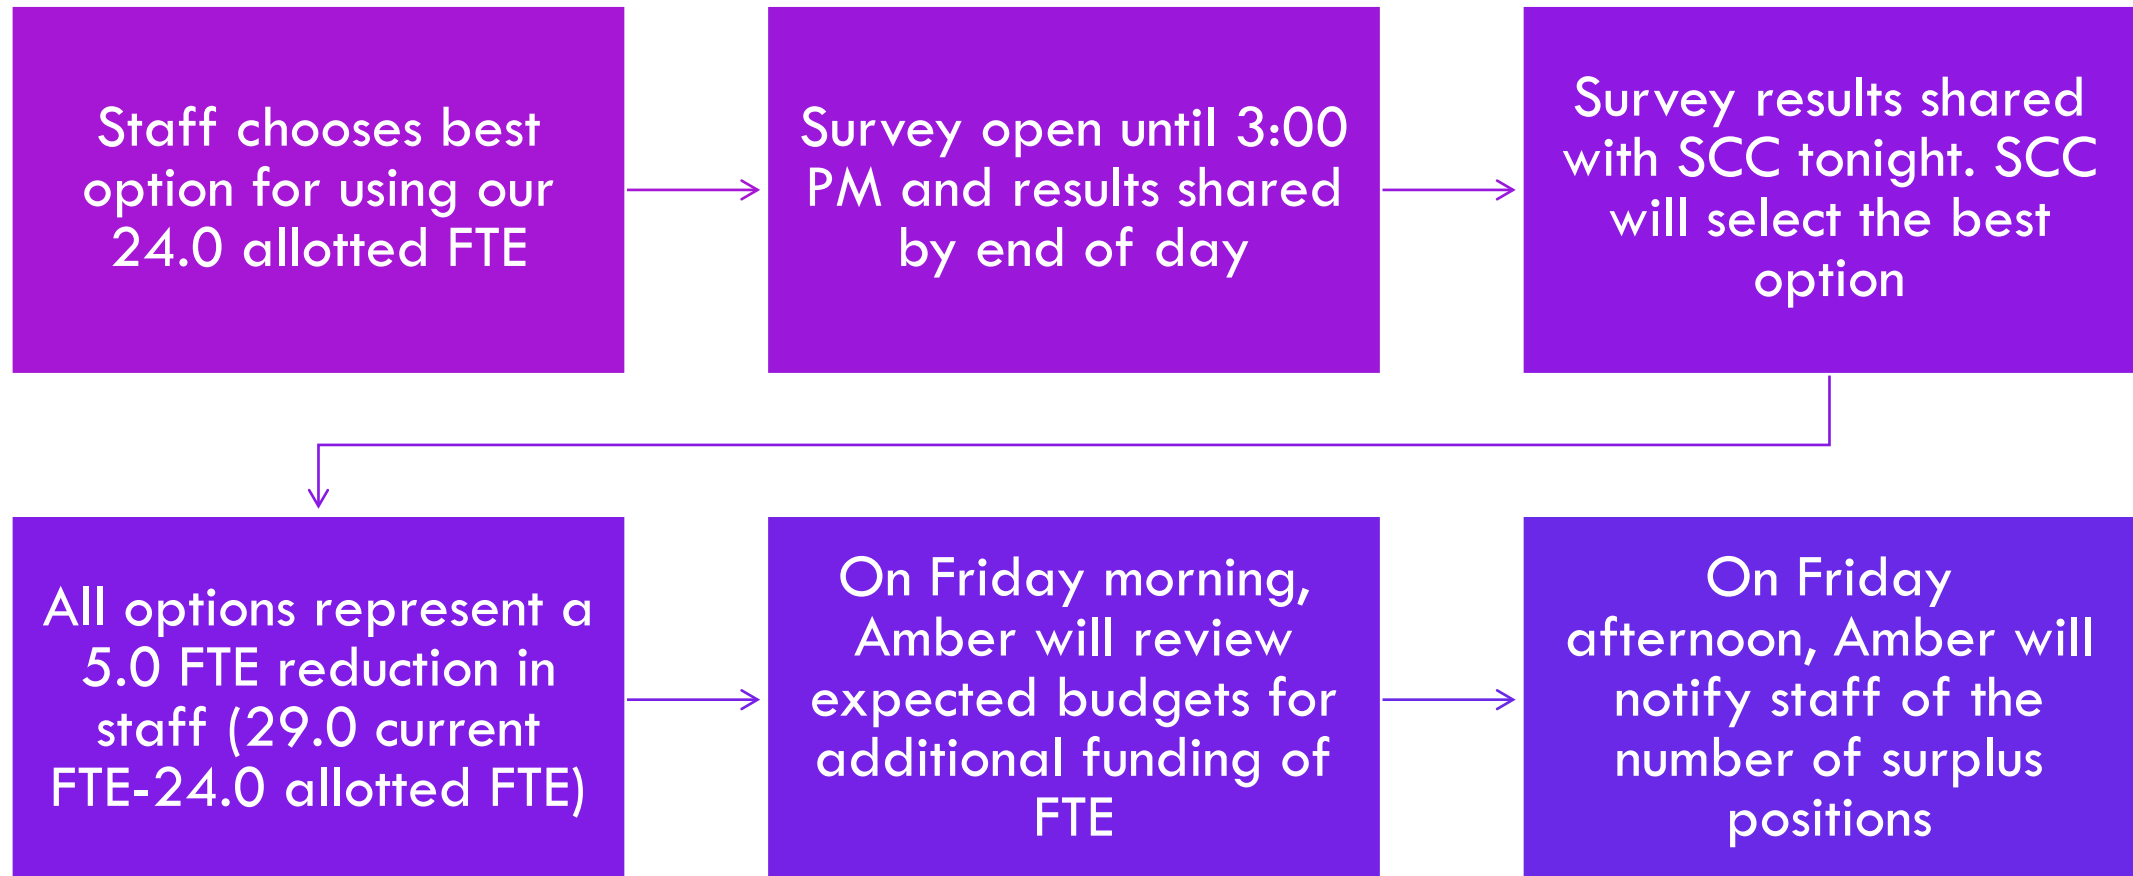 Staff chooses best
option for using our
24.0 allotted FTE
Survey open until 3:00
PM and results shared
by end of day
Survey results shared
with SCC tonight. SCC
will select the best
option
All options represent a
5.0 FTE reduction in
staff (29.0 current
FTE-24.0 allotted FTE)
On Friday morning,
Amber will review
expected budgets for
additional funding of
FTE
On Friday
afternoon, Amber will
notify staff of the
number of surplus
positions